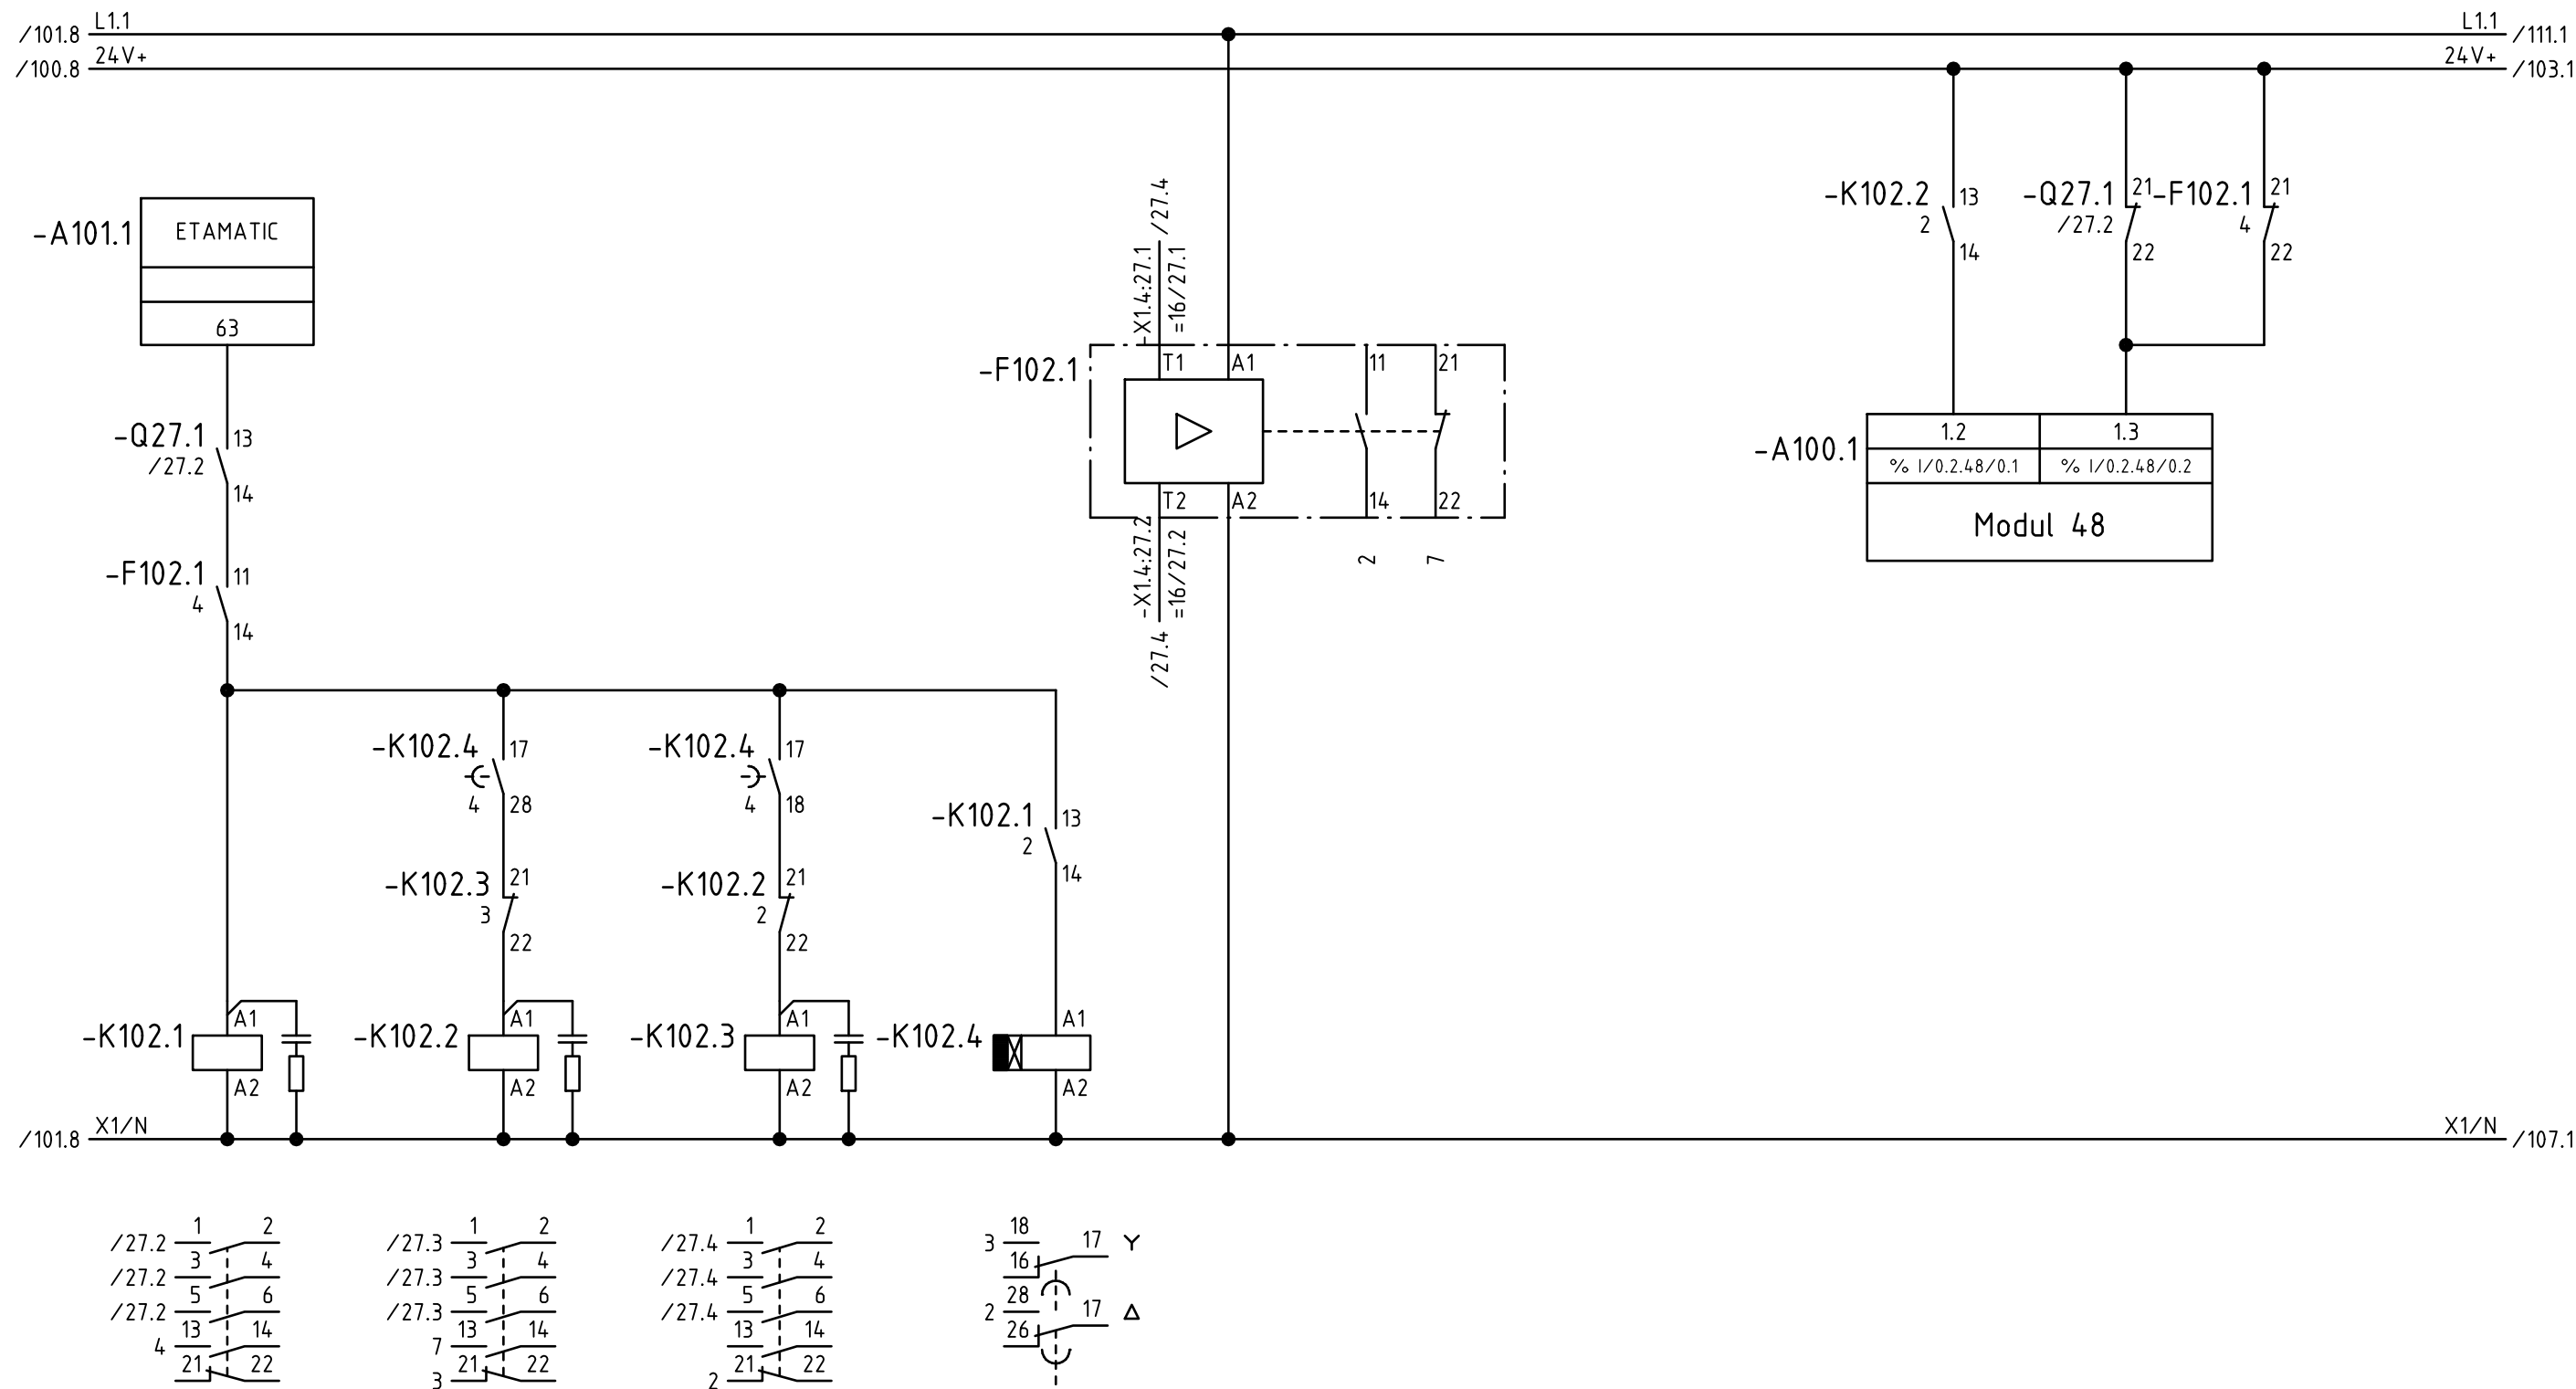 /101.8 L1.1 L1.1 /111.1
/100.8 24V+ 24V+ /103.1
-A101.1 ETAMATIC
63
-Q27.1 13
/27.2
14
-F102.1 11
4
14
-K102.4 17
4 28
-K102.3 21
3
22
-K102.4 17
4 18
-K102.2 21
2
22
-K102.1 13
2
14
-K102.1 A1
A2
-K102.2 A1
A2
-K102.3 A1
A2
-K102.4 A1
A2
/27.4
-X1.4:27.1
=16/27.1
-F102.1 T1 A1 11 21
T2 A2 14 22
-X1.4:27.2
=16/27.2
/27.4
2 7
-K102.2 13
2
14
-Q27.1 21
/27.2
22
-F102.1 21
4
22
-A100.1 1.2 1.3
% I/0.2.48/0.1 % I/0.2.48/0.2
Modul 48
/101.8 X1/N X1/N /107.1
/27.2 1 2
/27.2 3 4
/27.2 5 6
4 13 14
21 22
/27.3 1 2
/27.3 3 4
/27.3 5 6
7 13 14
3 21 22
/27.4 1 2
/27.4 3 4
/27.4 5 6
13 14
2 21 22
3 18 17 Y
16
2 28 17 Δ
26